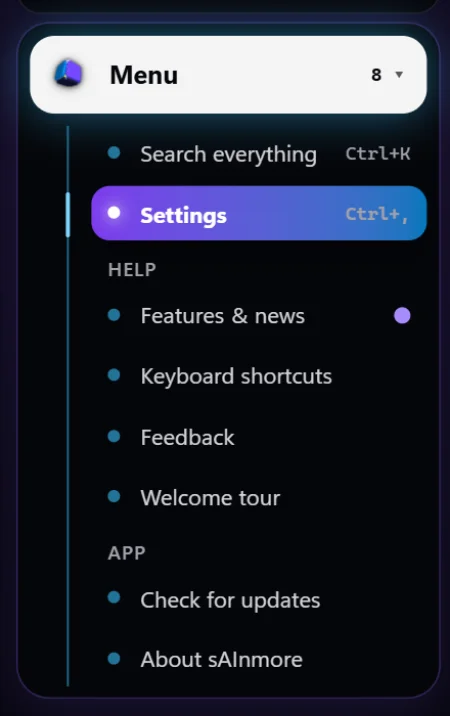 Menu 8 ▼
Search everything Ctrl+K
Settings Ctrl+,
HELP
Features & news
Keyboard shortcuts
Feedback
Welcome tour
APP
Check for updates
About sAInmore